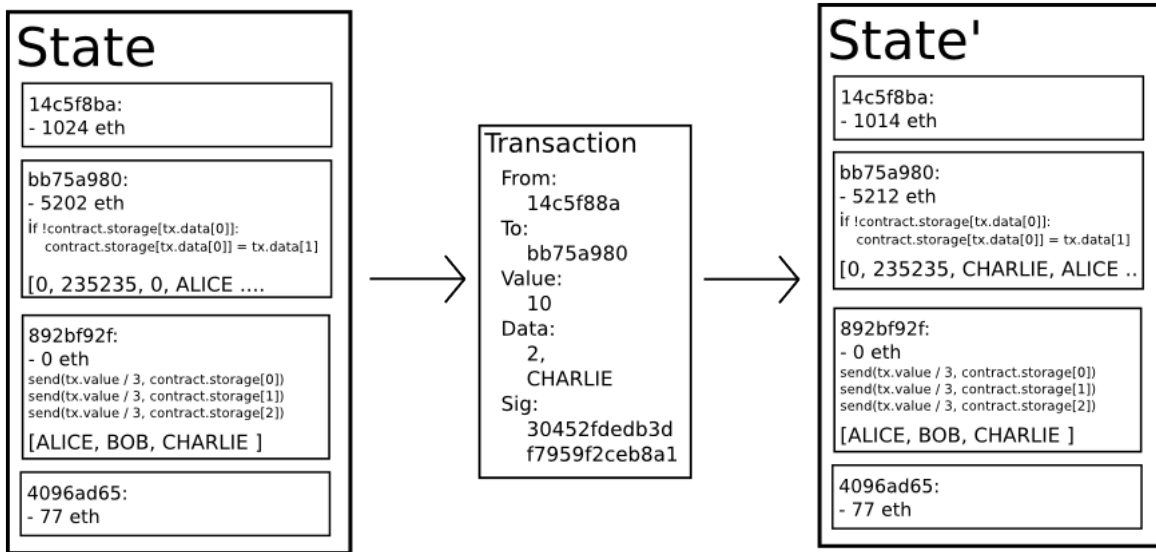 State
14c5f8ba:
- 1024 eth
bb75a980:
- 5202 eth
if !contract.storage[tx.data[0]]:
contract.storage[tx.data[0]] = tx.data[1]
[0, 235235, 0, ALICE ....
892bf92f:
- 0 eth
send(tx.value / 3, contract.storage[0])
send(tx.value / 3, contract.storage[1])
send(tx.value / 3, contract.storage[2])
[ALICE, BOB, CHARLIE ]
4096ad65:
- 77 eth
Transaction
From:
14c5f88a
To:
bb75a980
Value:
10
Data:
2,
CHARLIE
Sig:
30452fdedb3d
f7959f2ceb8a1
State'
14c5f8ba:
- 1014 eth
bb75a980:
- 5212 eth
if !contract.storage[tx.data[0]]:
contract.storage[tx.data[0]] = tx.data[1]
[0, 235235, CHARLIE, ALICE ..
892bf92f:
- 0 eth
send(tx.value / 3, contract.storage[0])
send(tx.value / 3, contract.storage[1])
send(tx.value / 3, contract.storage[2])
[ALICE, BOB, CHARLIE ]
4096ad65:
- 77 eth